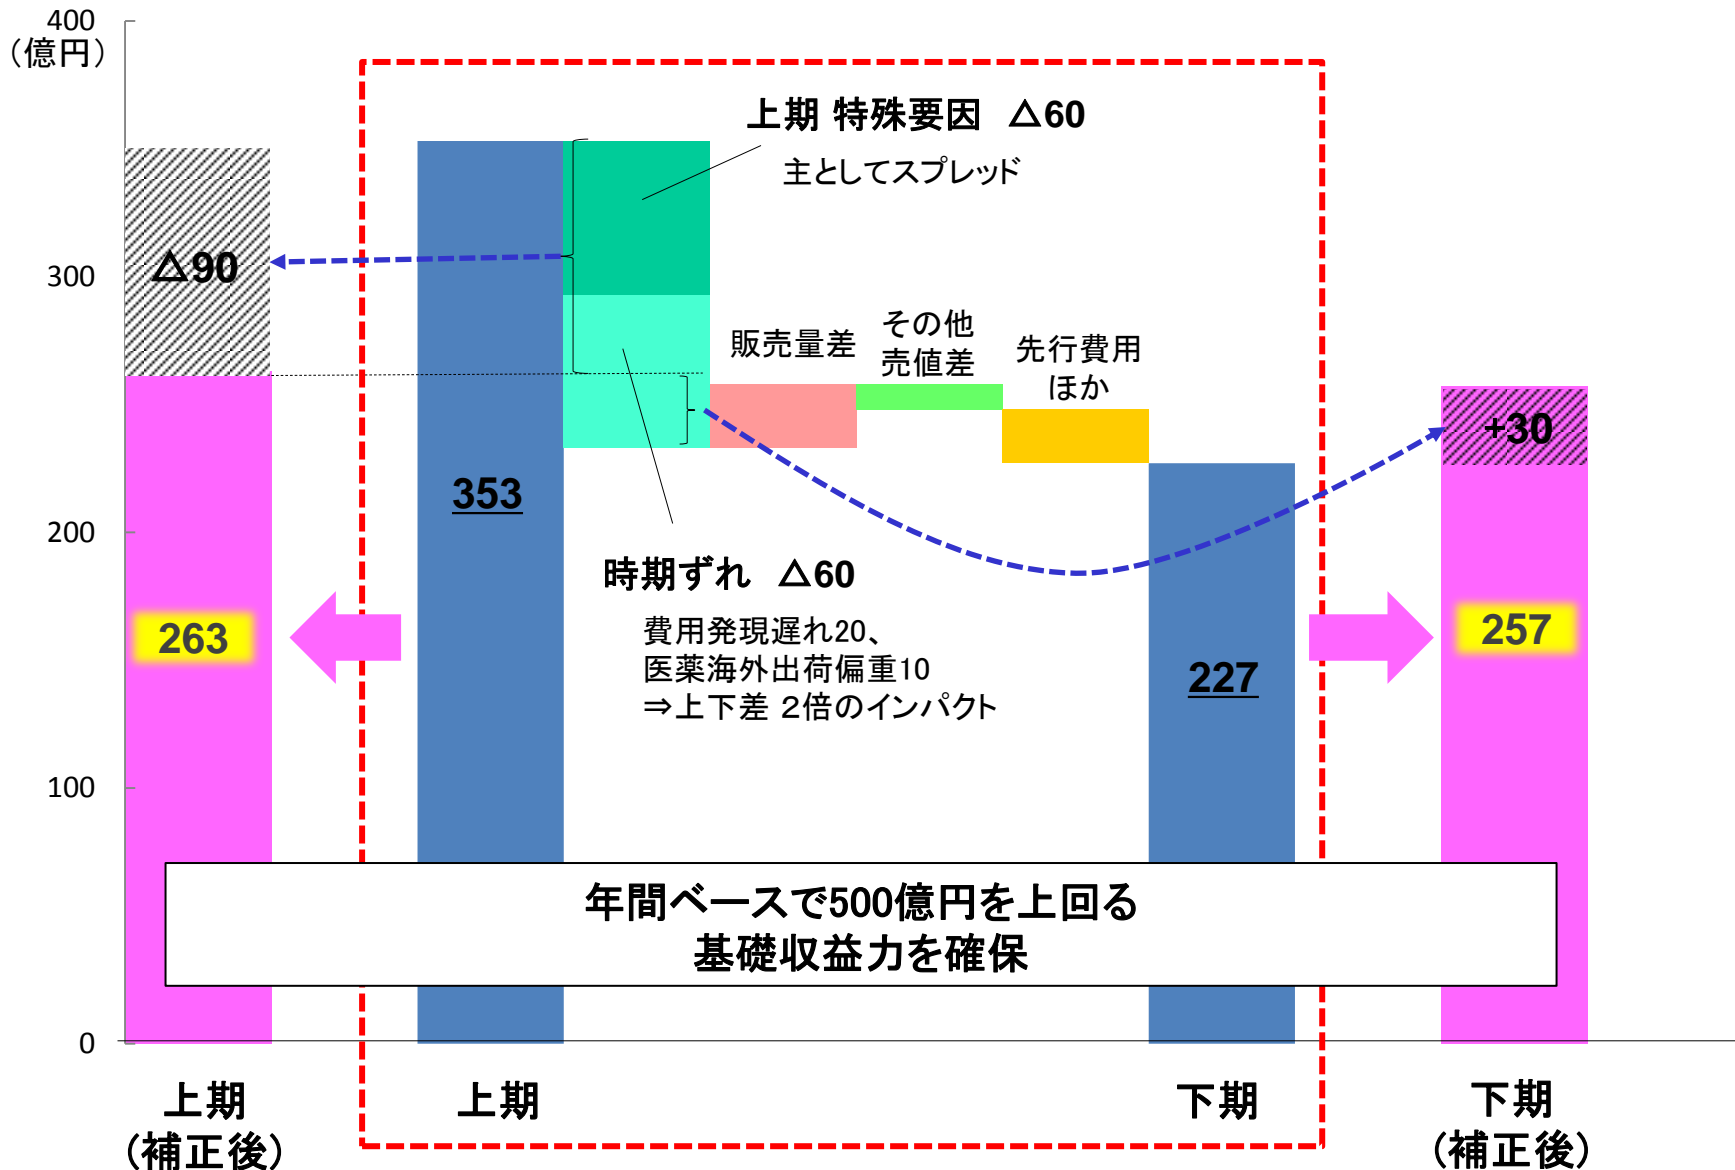 400
（億円）
300
200
100
0
上期 特殊要因 △60
主としてスプレッド
△90
販売量差
その他
売値差
先行費用
ほか
+30
353
時期ずれ △60
費用発現遅れ20、
医薬海外出荷偏重10
⇒上下差 2倍のインパクト
263
257
227
年間ベースで500億円を上回る
基礎収益力を確保
上期
（補正後）
上期
下期
下期
（補正後）